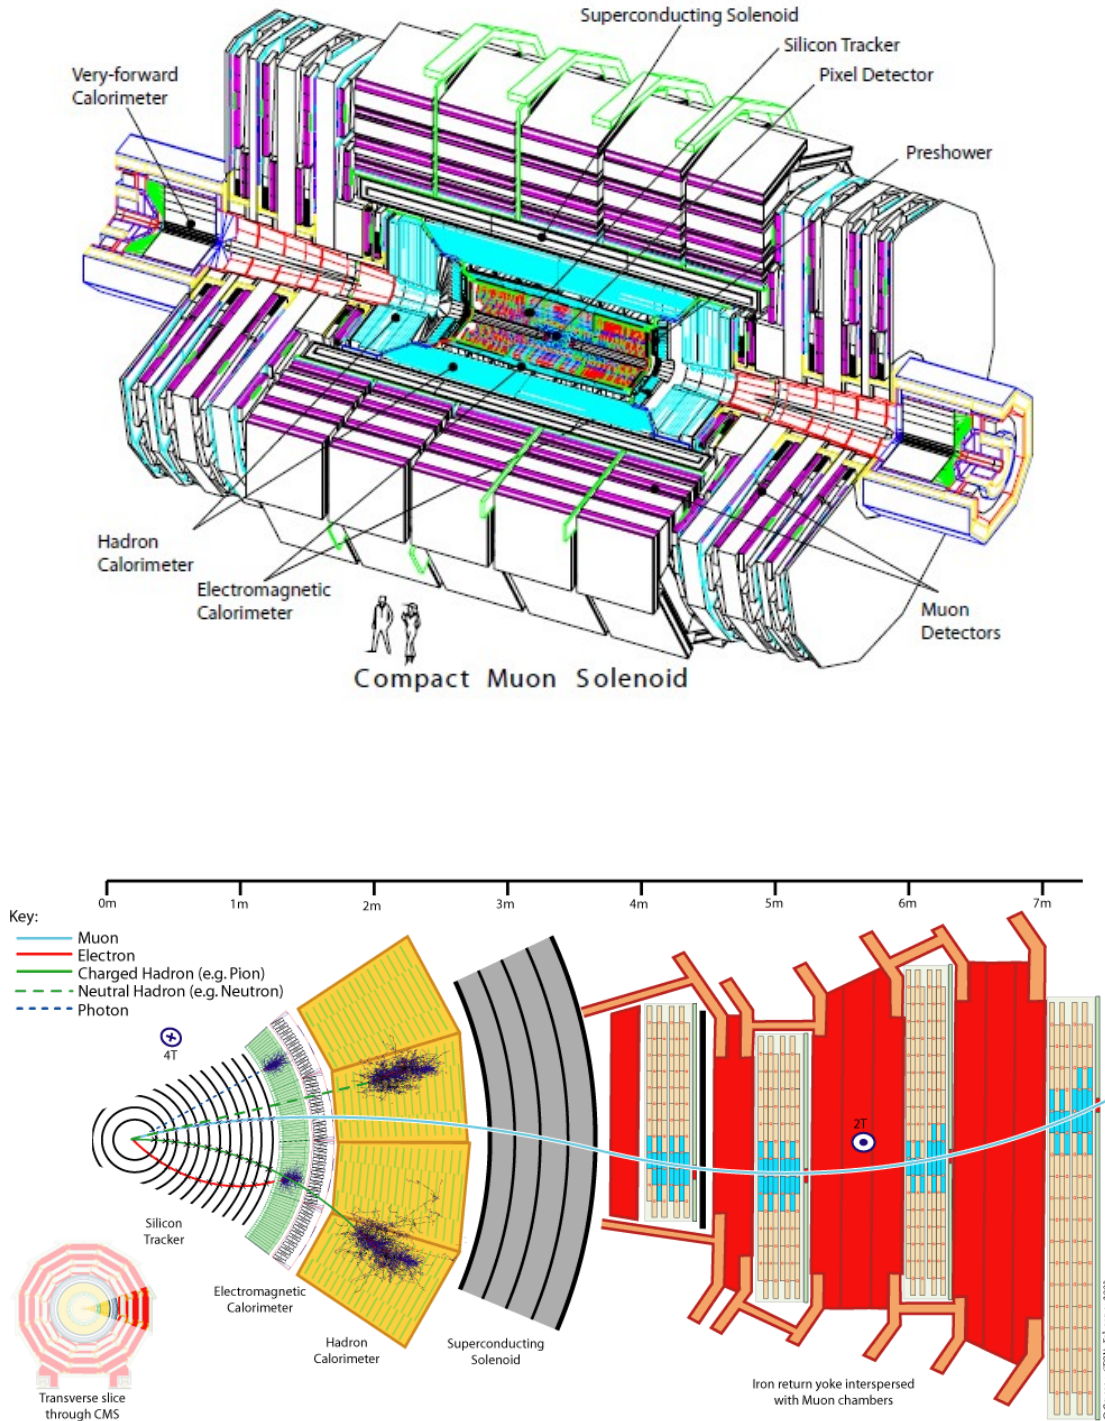 Superconducting Solenoid
Silicon Tracker
Very-forward
Calorimeter
Pixel Detector
Preshower
Hadron
Calorimeter
Electromagnetic
Calorimeter
Muon
Detectors
Compact Muon Solenoid
0m 1m 2m 3m 4m 5m 6m 7m
Key:
Muon
Electron
Charged Hadron (e.g. Pion)
Neutral Hadron (e.g. Neutron)
Photon
4T
2T
Silicon
Tracker
Electromagnetic
Calorimeter
Hadron
Calorimeter
Superconducting
Solenoid
Iron return yoke interspersed
with Muon chambers
Transverse slice
through CMS